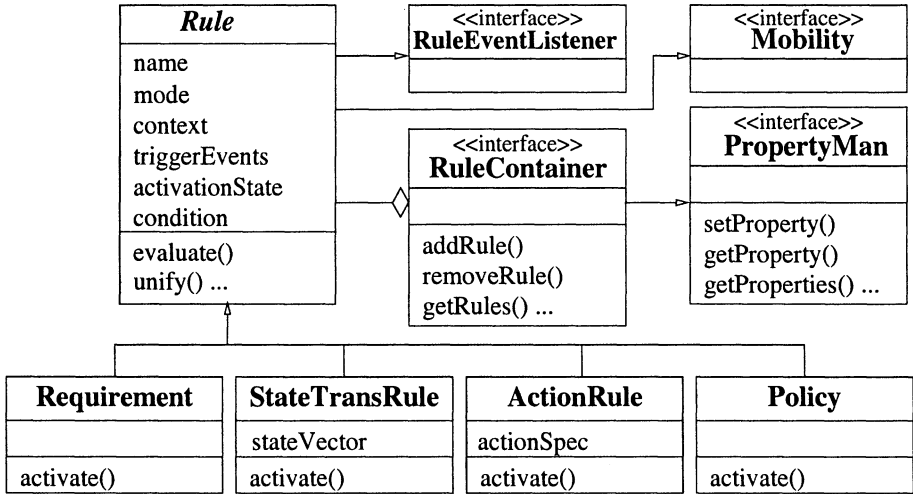 Rule
name
mode
context
triggerEvents
activationState
condition
evaluate()
unify() ...
<<interface>>
RuleEventListener
<<interface>>
Mobility
<<interface>>
RuleContainer
addRule()
removeRule()
getRules() ...
<<interface>>
PropertyMan
setProperty()
getProperty()
getProperties() ...
Requirement
activate()
StateTransRule
stateVector
activate()
ActionRule
actionSpec
activate()
Policy
activate()